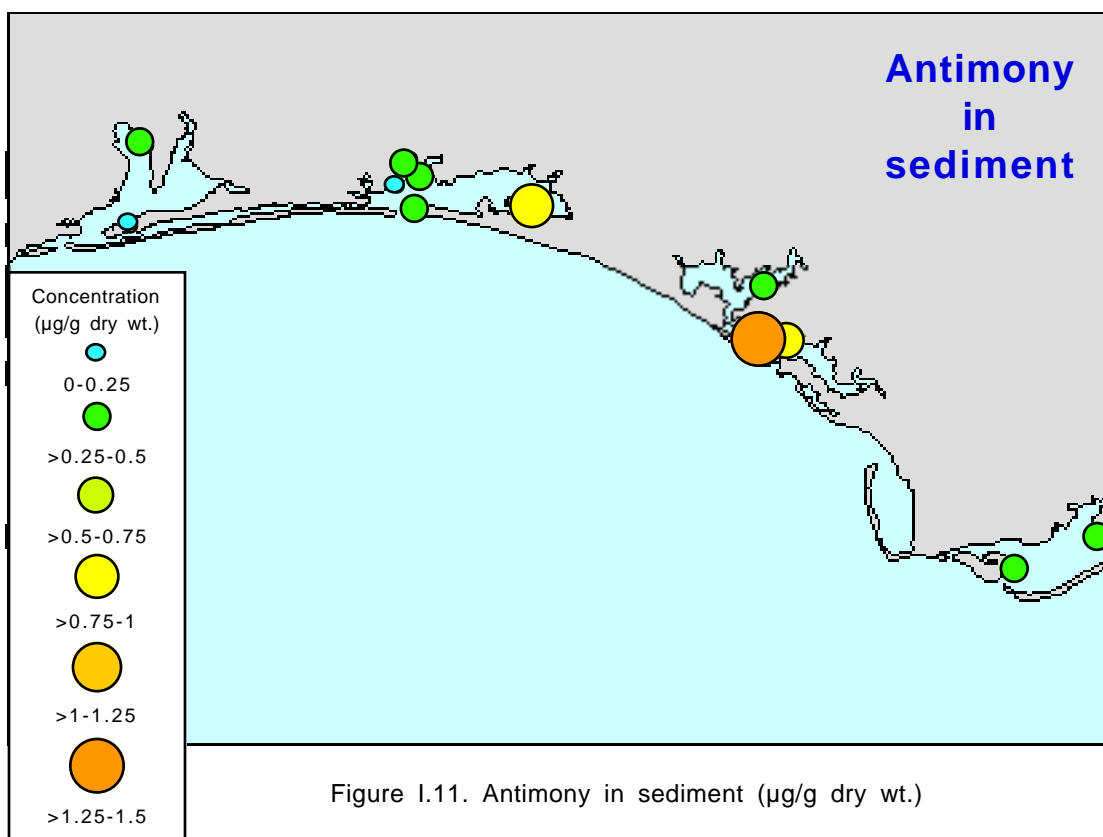 Antimony
in
sediment
Concentration
(µg/g dry wt.)
0-0.25
>0.25-0.5
>0.5-0.75
>0.75-1
>1-1.25
>1.25-1.5
Figure I.11. Antimony in sediment (µg/g dry wt.)